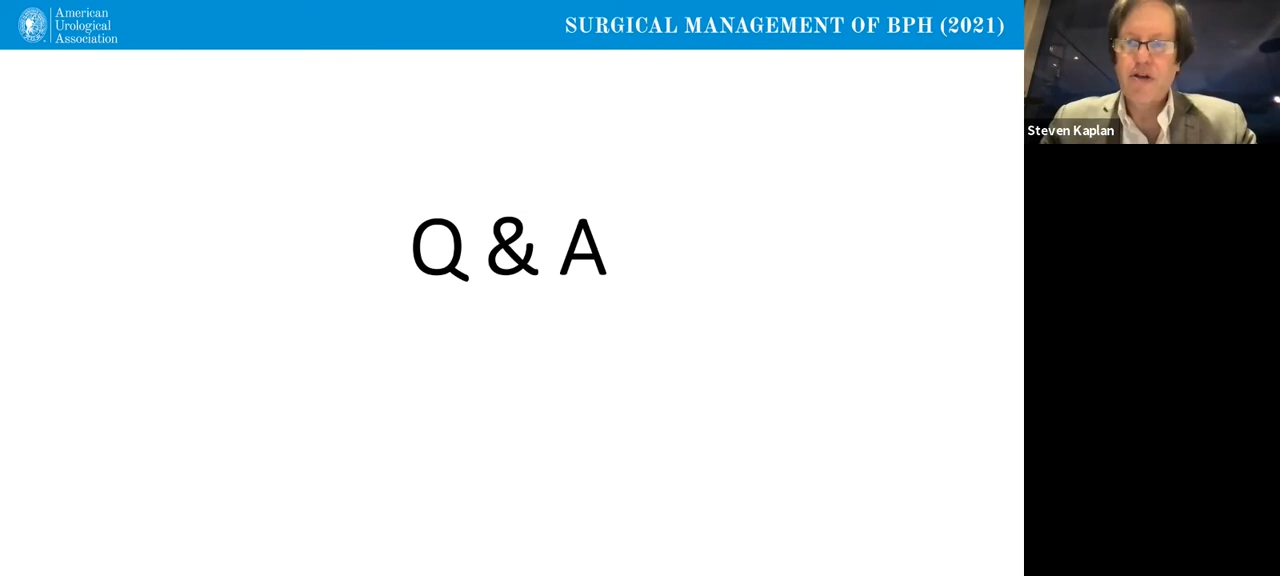 American
Urological
Association
SURGICAL MANAGEMENT OF BPH (2021)
Steven Kaplan
Q & A